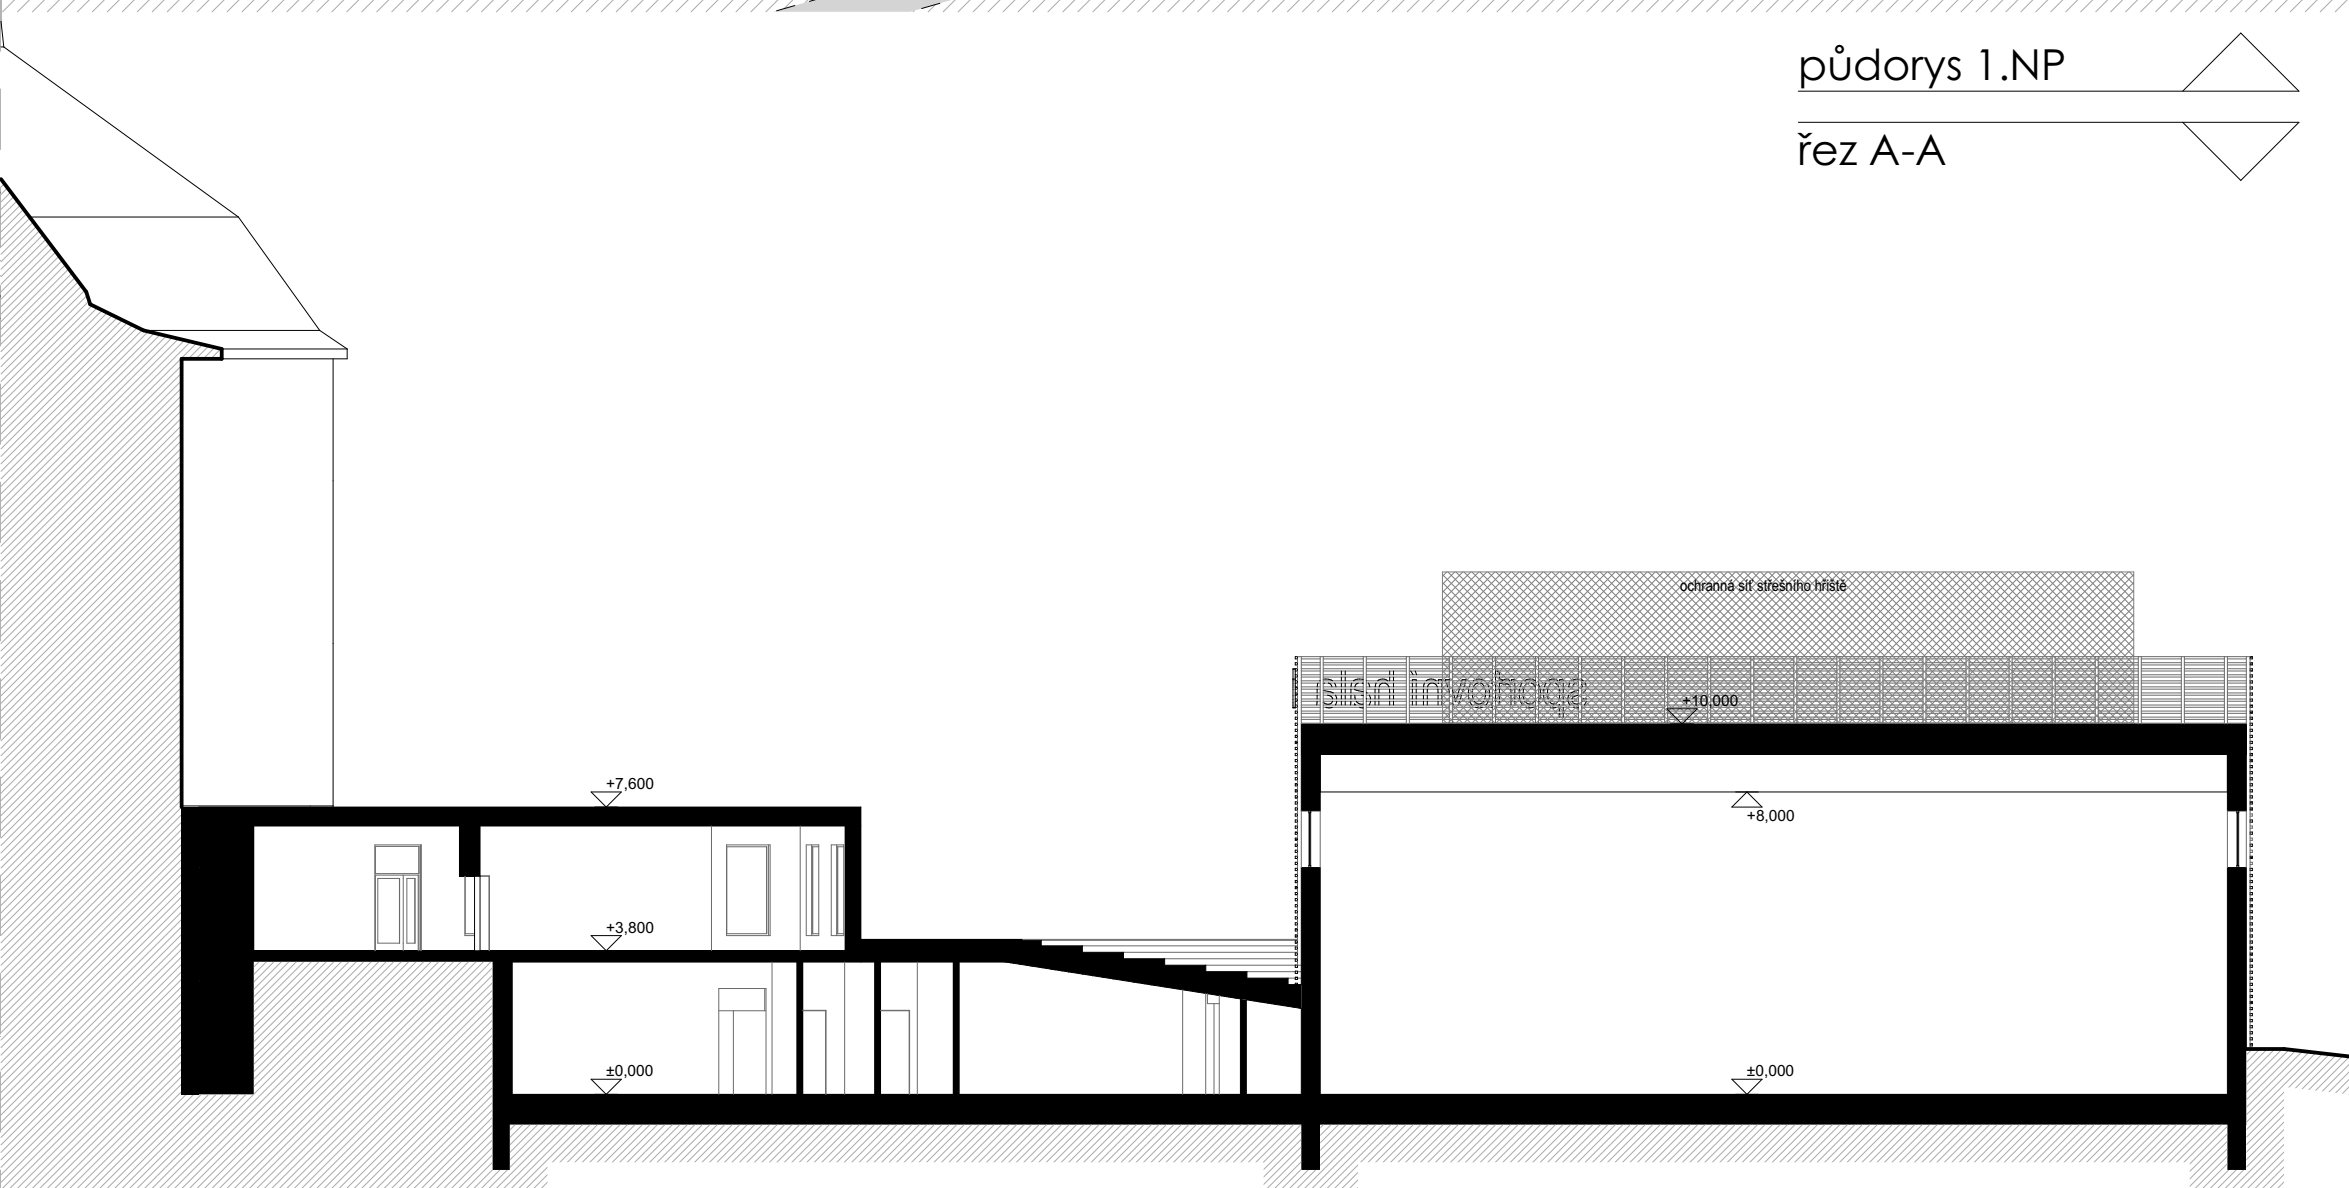 půdorys 1.NP
řez A-A
ochranná síť střešního hřiště
+10,000
+7,600
+8,000
+3,800
±0,000
±0,000